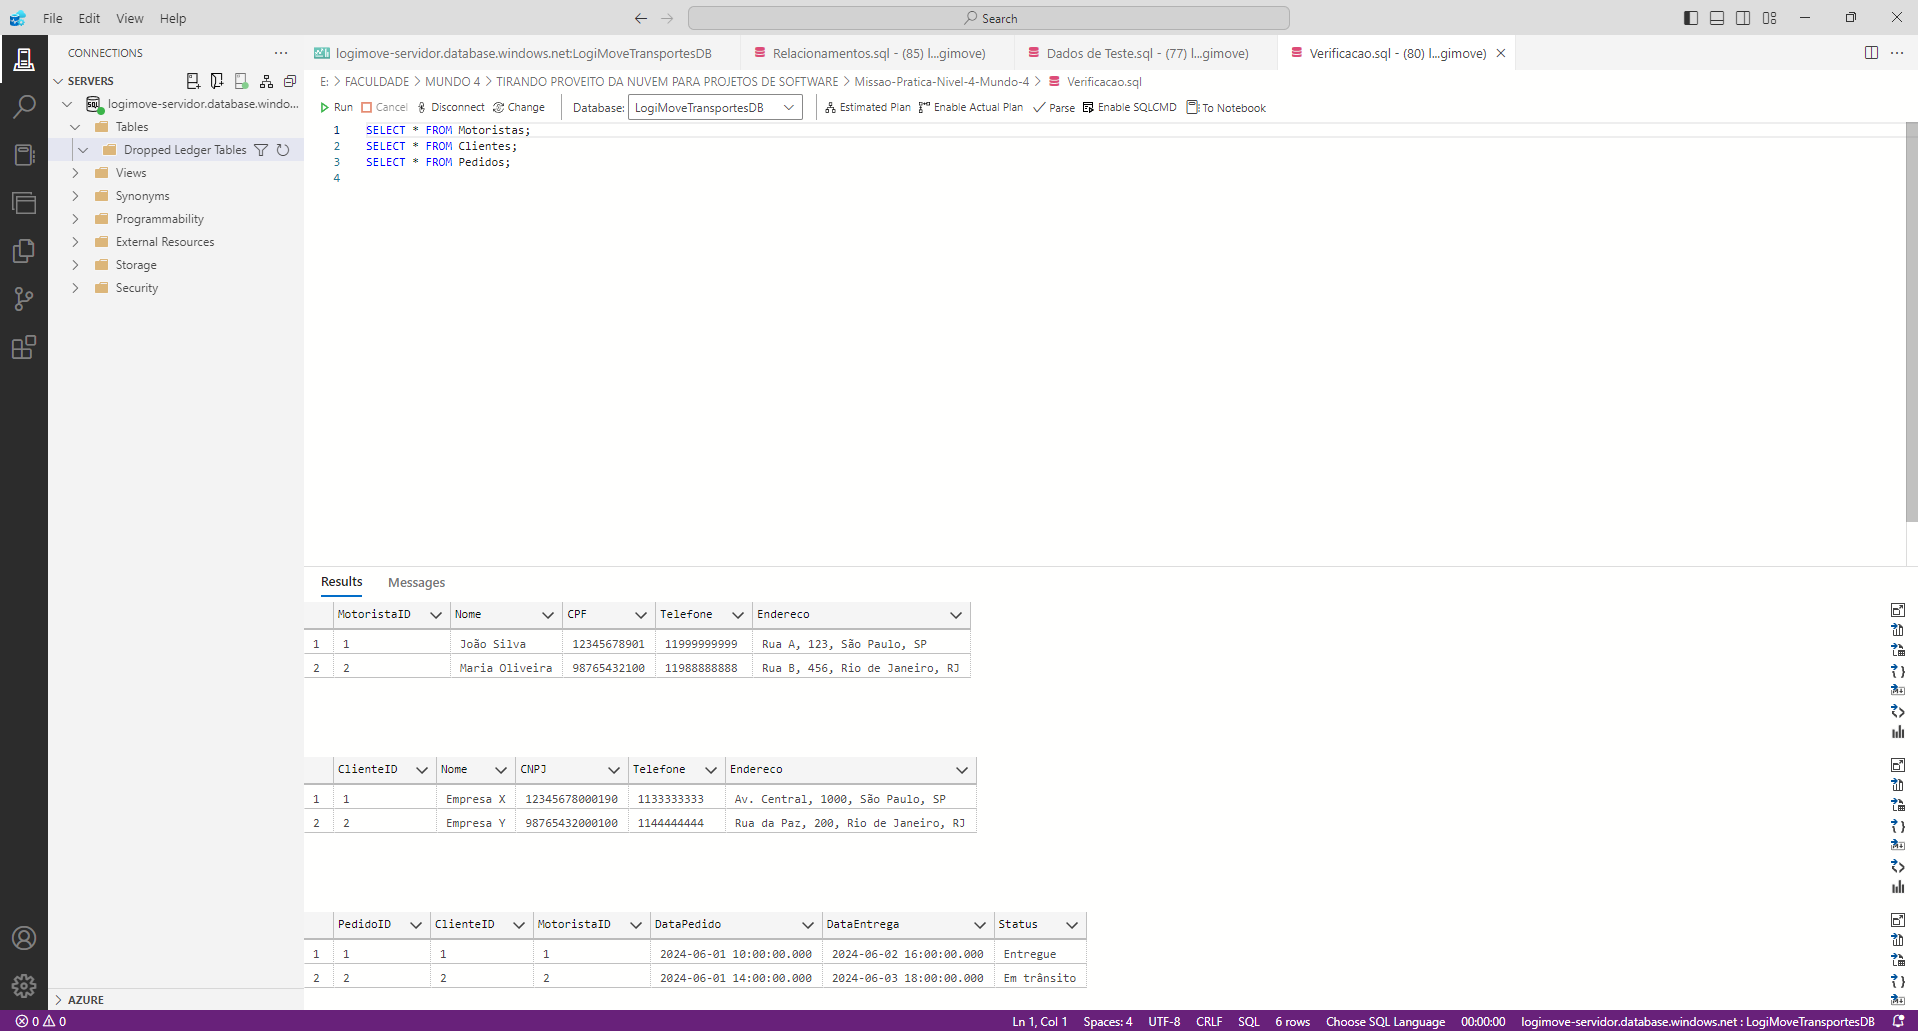 File Edit View Help
Search
CONNECTIONS
logimove-servidor.database.windows.net:LogiMoveTransportesDB
Relacionamentos.sql - (85) l...gimove)
Dados de Teste.sql - (77) l...gimove)
Verificacao.sql - (80) l...gimove)
SERVERS
logimove-servidor.database.windo...
Tables
Dropped Ledger Tables
Views
Synonyms
Programmability
External Resources
Storage
Security
AZURE
E: > FACULDADE > MUNDO 4 > TIRANDO PROVEITO DA NUVEM PARA PROJETOS DE SOFTWARE > Missao-Pratica-Nivel-4-Mundo-4 > Verificacao.sql
Run Cancel Disconnect Change Database: LogiMoveTransportesDB Estimated Plan Enable Actual Plan Parse Enable SQLCMD To Notebook
1 SELECT * FROM Motoristas;
2 SELECT * FROM Clientes;
3 SELECT * FROM Pedidos;
4
Results Messages
MotoristaID Nome CPF Telefone Endereco
1 1 João Silva 12345678901 11999999999 Rua A, 123, São Paulo, SP
2 2 Maria Oliveira 98765432100 11988888888 Rua B, 456, Rio de Janeiro, RJ
ClienteID Nome CNPJ Telefone Endereco
1 1 Empresa X 12345678000190 1133333333 Av. Central, 1000, São Paulo, SP
2 2 Empresa Y 98765432000100 1144444444 Rua da Paz, 200, Rio de Janeiro, RJ
PedidoID ClienteID MotoristaID DataPedido DataEntrega Status
1 1 1 1 2024-06-01 10:00:00.000 2024-06-02 16:00:00.000 Entregue
2 2 2 2 2024-06-01 14:00:00.000 2024-06-03 18:00:00.000 Em trânsito
0 0 Ln 1, Col 1 Spaces: 4 UTF-8 CRLF SQL 6 rows Choose SQL Language 00:00:00 logimove-servidor.database.windows.net : LogiMoveTransportesDB